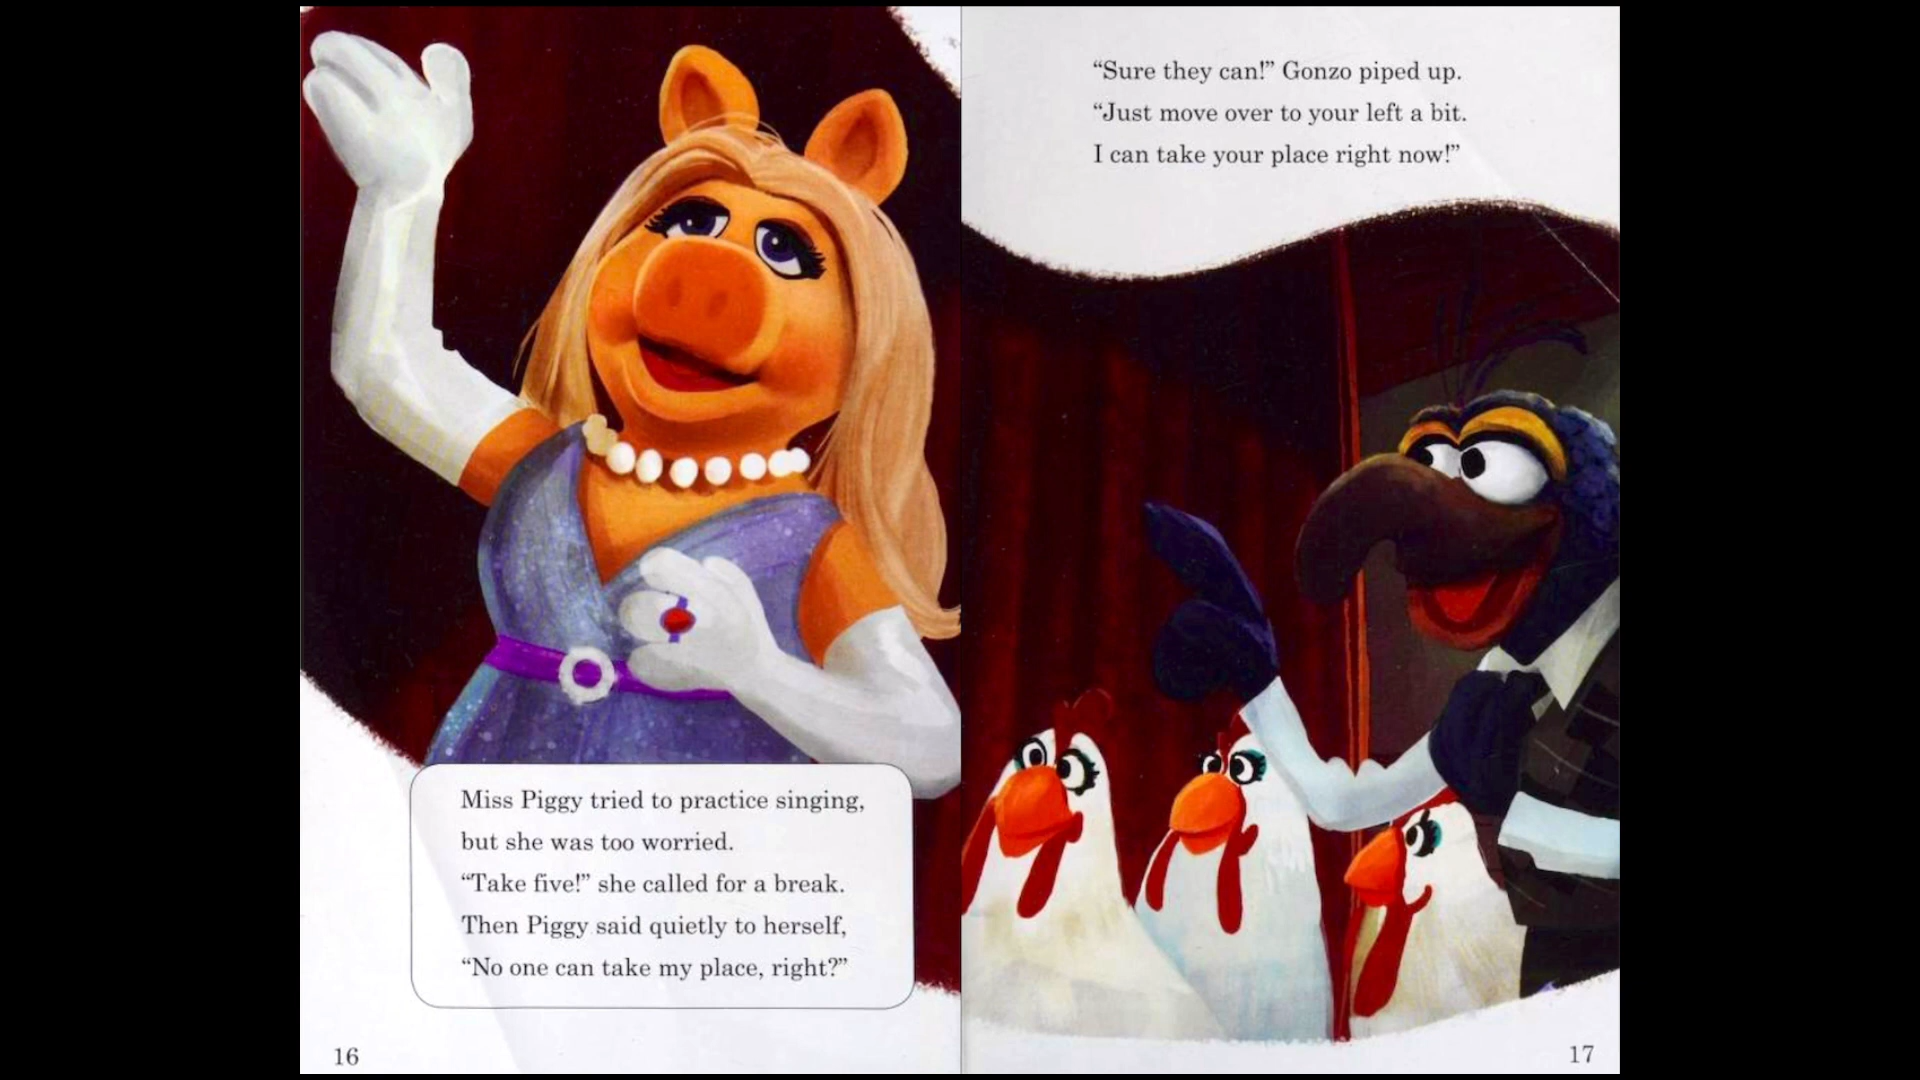 Miss Piggy tried to practice singing,
but she was too worried.
“Take five!” she called for a break.
Then Piggy said quietly to herself,
“No one can take my place, right?”
16
“Sure they can!” Gonzo piped up.
“Just move over to your left a bit.
I can take your place right now!”
17